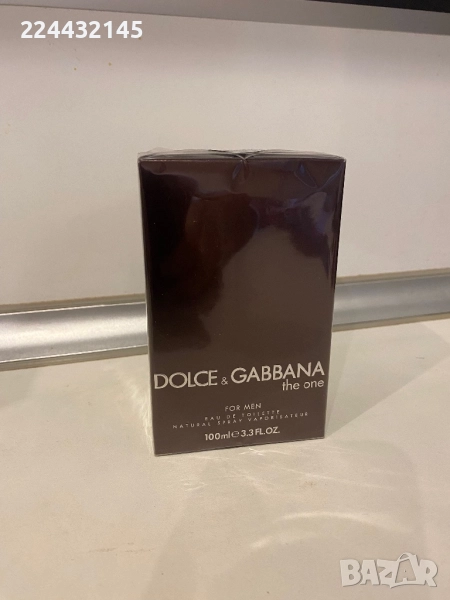 224432145
DOLCE & GABBANA
the one
FOR MEN
EAU DE TOILETTE
NATURAL SPRAY VAPORISATEUR
100ml e 3.3 FL.OZ.
BAZAR